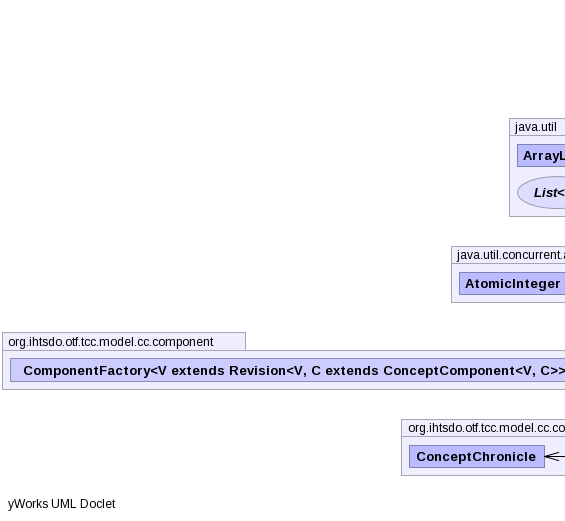 java.util
ArrayL
List<
java.util.concurrent.a
AtomicInteger
org.ihtsdo.otf.tcc.model.cc.component
ComponentFactory<V extends Revision<V, C extends ConceptComponent<V, C>>
org.ihtsdo.otf.tcc.model.cc.co
ConceptChronicle
yWorks UML Doclet